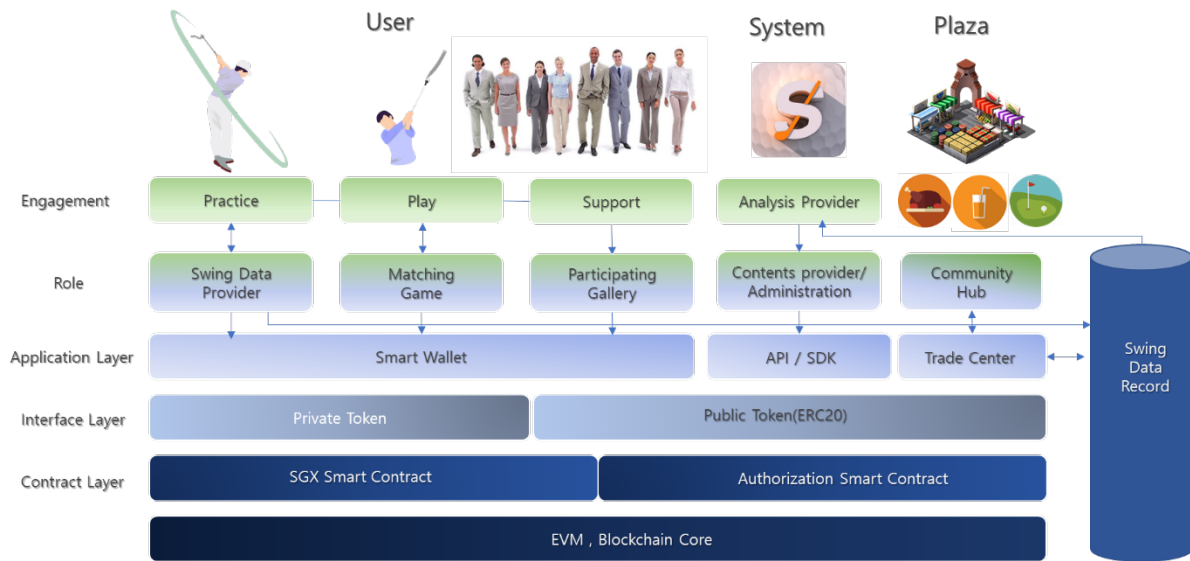 User
System
Plaza
S
Engagement
Practice
Play
Support
Analysis Provider
Role
Swing Data
Provider
Matching
Game
Participating
Gallery
Contents provider/
Administration
Community
Hub
Application Layer
Smart Wallet
API / SDK
Trade Center
Swing
Data
Record
Interface Layer
Private Token
Public Token(ERC20)
Contract Layer
SGX Smart Contract
Authorization Smart Contract
EVM , Blockchain Core